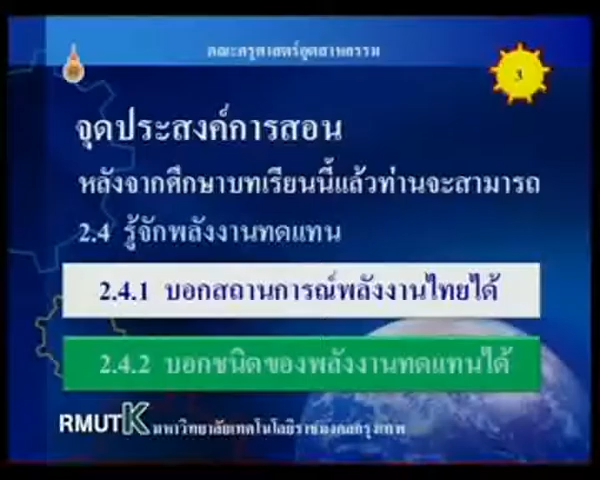 คณะครุศาสตร์อุตสาหกรรม
3
จุดประสงค์การสอน
หลังจากศึกษาบทเรียนนี้แล้วท่านจะสามารถ
2.4 รู้จักพลังงานทดแทน
2.4.1 บอกสถานการณ์พลังงานไทยได้
2.4.2 บอกชนิดของพลังงานทดแทนได้
RMUTK มหาวิทยาลัยเทคโนโลยีราชมงคลกรุงเทพ